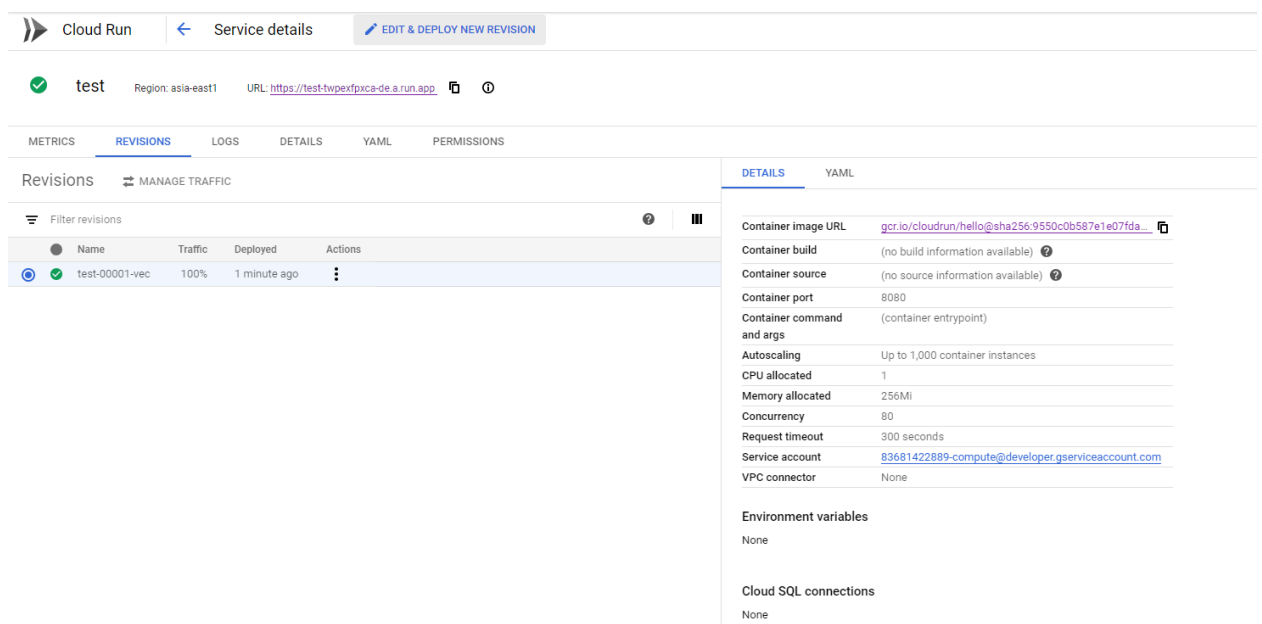 Cloud Run Service details EDIT & DEPLOY NEW REVISION
test Region: asia-east1 URL: https://test-twpexfpxca-de.a.run.app
METRICS REVISIONS LOGS DETAILS YAML PERMISSIONS
Revisions MANAGE TRAFFIC
Filter revisions
Name Traffic Deployed Actions
test-00001-vec 100% 1 minute ago
DETAILS YAML
Container image URL gcr.io/cloudrun/hello@sha256:9550c0b587e1e07fda...
Container build (no build information available)
Container source (no source information available)
Container port 8080
Container command (container entrypoint)
and args
Autoscaling Up to 1,000 container instances
CPU allocated 1
Memory allocated 256Mi
Concurrency 80
Request timeout 300 seconds
Service account 83681422889-compute@developer.gserviceaccount.com
VPC connector None
Environment variables
None
Cloud SQL connections
None